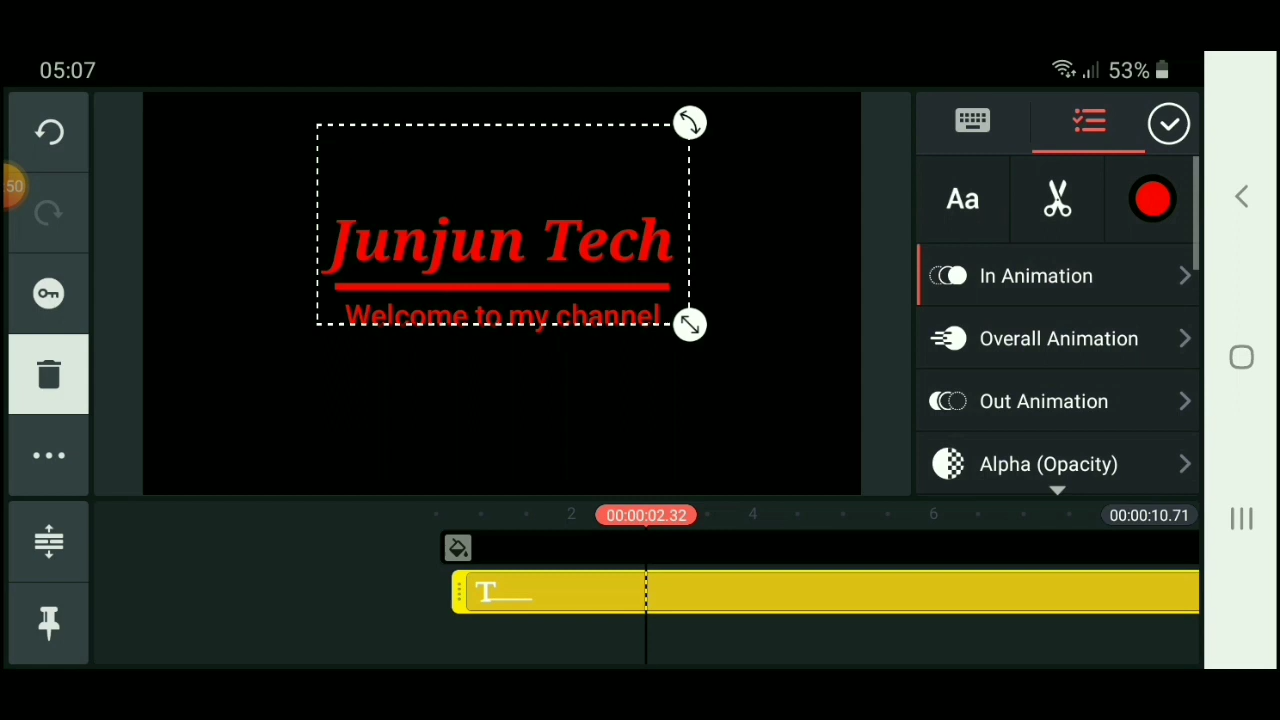 05:07
53%
50
Junjun Tech
Welcome to my channel
Aa
In Animation
Overall Animation
Out Animation
Alpha (Opacity)
2
00:00:02.32
4
6
00:00:10.71
T